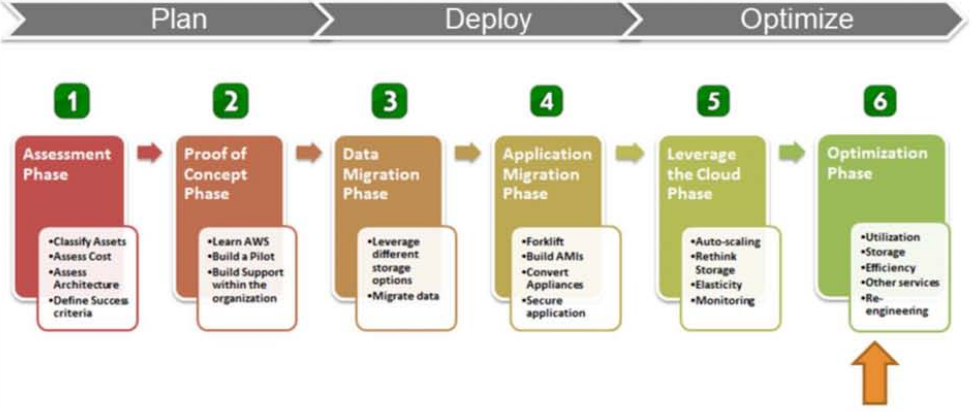 Plan
Deploy
Optimize
1
2
3
4
5
6
Assessment
Phase
•Classify Assets
•Assess Cost
•Assess
Architecture
•Define Success
criteria
Proof of
Concept
Phase
•Learn AWS
•Build a Pilot
•Build Support
within the
organization
Data
Migration
Phase
•Leverage
different
storage
options
•Migrate data
Application
Migration
Phase
•Forklift
•Build AMIs
•Convert
Appliances
•Secure
application
Leverage
the Cloud
Phase
•Auto-scaling
•Rethink
Storage
•Elasticity
•Monitoring
Optimization
Phase
•Utilization
•Storage
•Efficiency
•Other services
•Re-
engineering